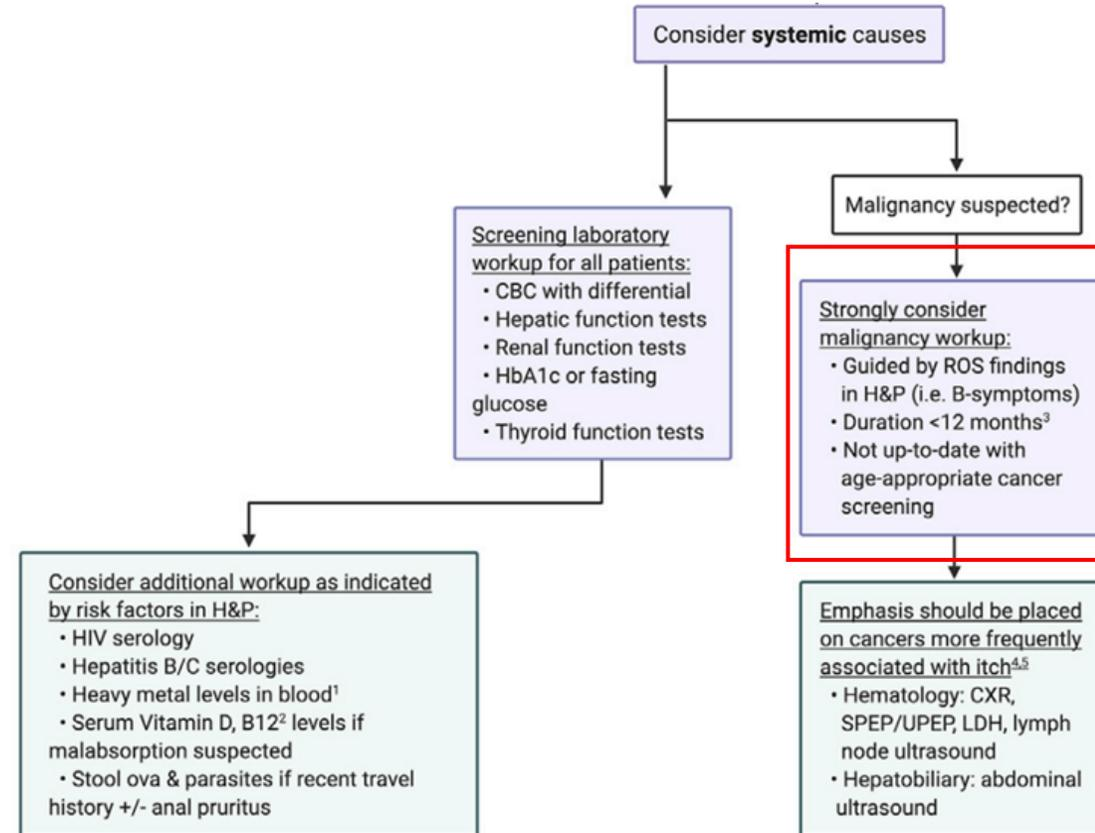 Consider systemic causes
Malignancy suspected?
Screening laboratory
workup for all patients:
• CBC with differential
• Hepatic function tests
• Renal function tests
• HbA1c or fasting
glucose
• Thyroid function tests
Strongly consider
malignancy workup:
• Guided by ROS findings
in H&P (i.e. B-symptoms)
• Duration <12 months³
• Not up-to-date with
age-appropriate cancer
screening
Consider additional workup as indicated
by risk factors in H&P:
• HIV serology
• Hepatitis B/C serologies
• Heavy metal levels in blood¹
• Serum Vitamin D, B12² levels if
malabsorption suspected
• Stool ova & parasites if recent travel
history +/- anal pruritus
Emphasis should be placed
on cancers more frequently
associated with itch⁴,⁵
• Hematology: CXR,
SPEP/UPEP, LDH, lymph
node ultrasound
• Hepatobiliary: abdominal
ultrasound